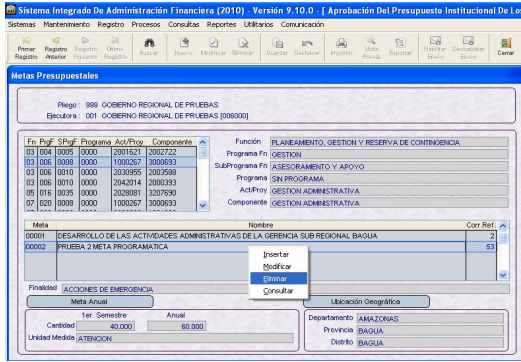 Sistema Integrado De Administración Financiera (2010) - Versión 9.10.0 - [ Aprobación Del Presupuesto Institucional De Lo
Sistemas Mantenimiento Registro Procesos Consultas Reportes Utilitarios Comunicación
Primer Registro Registro Anterior Registro Siguiente Último Registro Buscar Nuevo Modificar Eliminar Guardar Deshacer Imprimir Vista Previa Exportar Habilitar Envio Deshabilitar Envio Cerrar
Metas Presupuestales
Pliego : 999 GOBIERNO REGIONAL DE PRUEBAS
Ejecutora : 001 GOBIERNO REGIONAL DE PRUEBAS [006000]
Fn PrgF SPrgF Programa Act/Proy Componente
03 004 0005 0000 2001621 2002722
03 006 0008 0000 1000267 3000693
03 006 0010 0000 2030955 2003588
03 006 0010 0000 2042014 2000393
05 016 0035 0000 2028081 3207690
07 020 0008 0000 1000267 3000693
Función PLANEAMIENTO, GESTION Y RESERVA DE CONTINGENCIA
Programa Fn GESTION
SubPrograma Fn ASESORAMIENTO Y APOYO
Programa SIN PROGRAMA
Act/Proy GESTION ADMINISTRATIVA
Componente GESTION ADMINISTRATIVA
Meta Nombre Corr.Ref.
00001 DESARROLLO DE LAS ACTIVIDADES ADMINISTRATIVAS DE LA GERENCIA SUB REGIONAL BAGUA 2
00002 PRUEBA 2 META PROGRAMATICA 53
Insertar
Modificar
Eliminar
Consultar
Finalidad ACCIONES DE EMERGENCIA
Meta Anual
1er. Semestre Anual
Cantidad 40.000 60.000
Unidad Medida ATENCION
Ubicación Geográfica
Departamento AMAZONAS
Provincia BAGUA
Distrito BAGUA